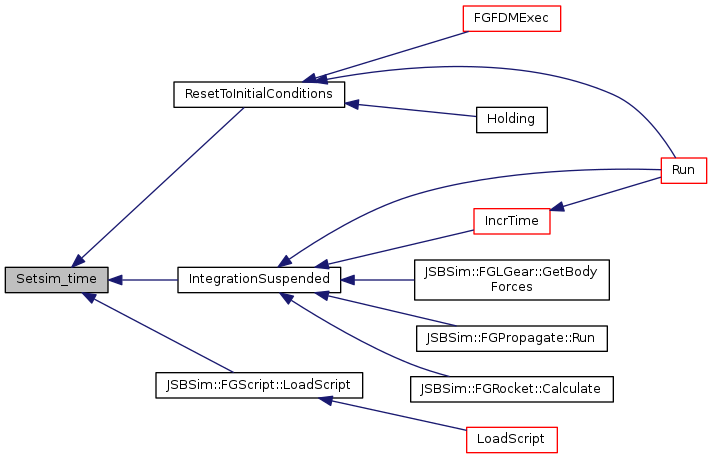 FGFDMExec
ResetToInitialConditions
Holding
Run
IncrTime
Setsim_time
IntegrationSuspended
JSBSim::FGLGear::GetBody
Forces
JSBSim::FGPropagate::Run
JSBSim::FGRocket::Calculate
JSBSim::FGScript::LoadScript
LoadScript